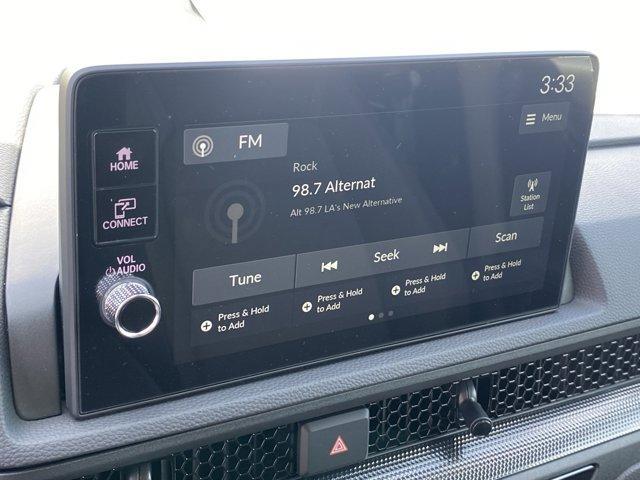 3:33
FM
Menu
HOME
Rock
98.7 Alternat
Alt 98.7 LA's New Alternative
Station
List
CONNECT
VOL
AUDIO
Tune
Seek
Scan
Press & Hold
to Add
Press & Hold
to Add
Press & Hold
to Add
Press & Hold
to Add